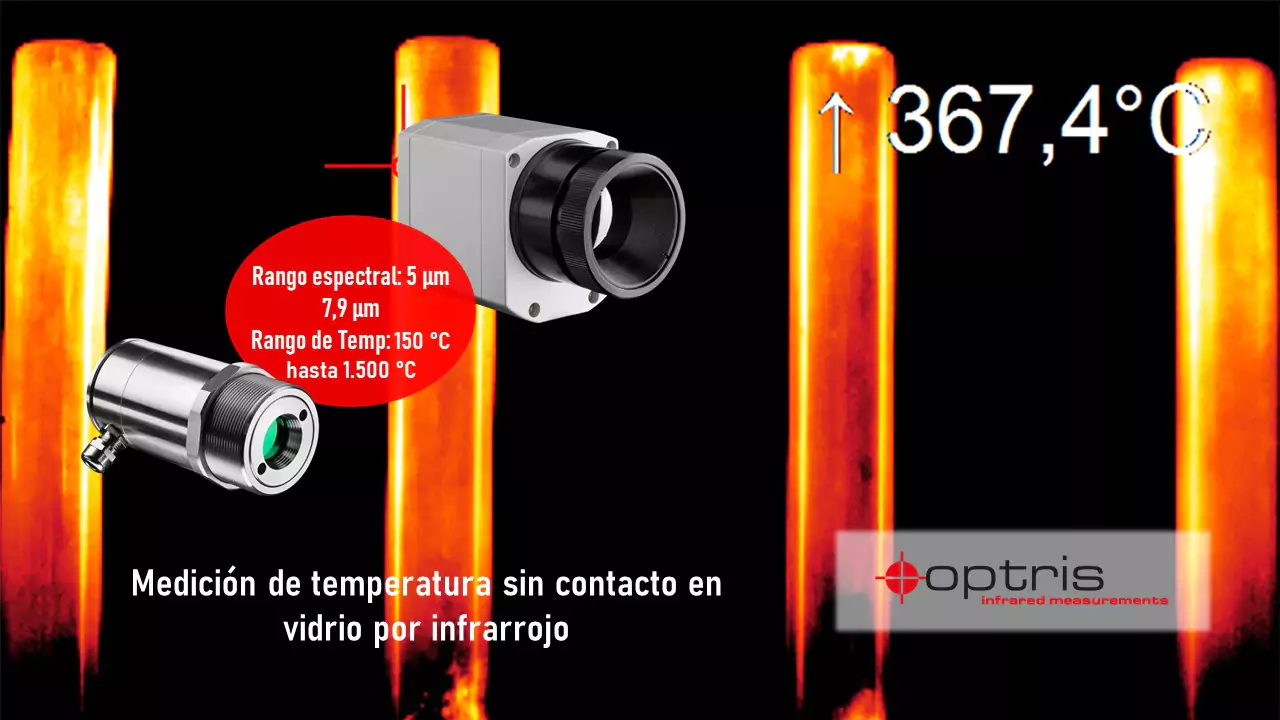 ↑ 367,4°C
Rango espectral: 5 µm
7,9 µm
Rango de Temp: 150 °C
hasta 1.500 °C
Medición de temperatura sin contacto en
vidrio por infrarrojo
optris
infrared measurements